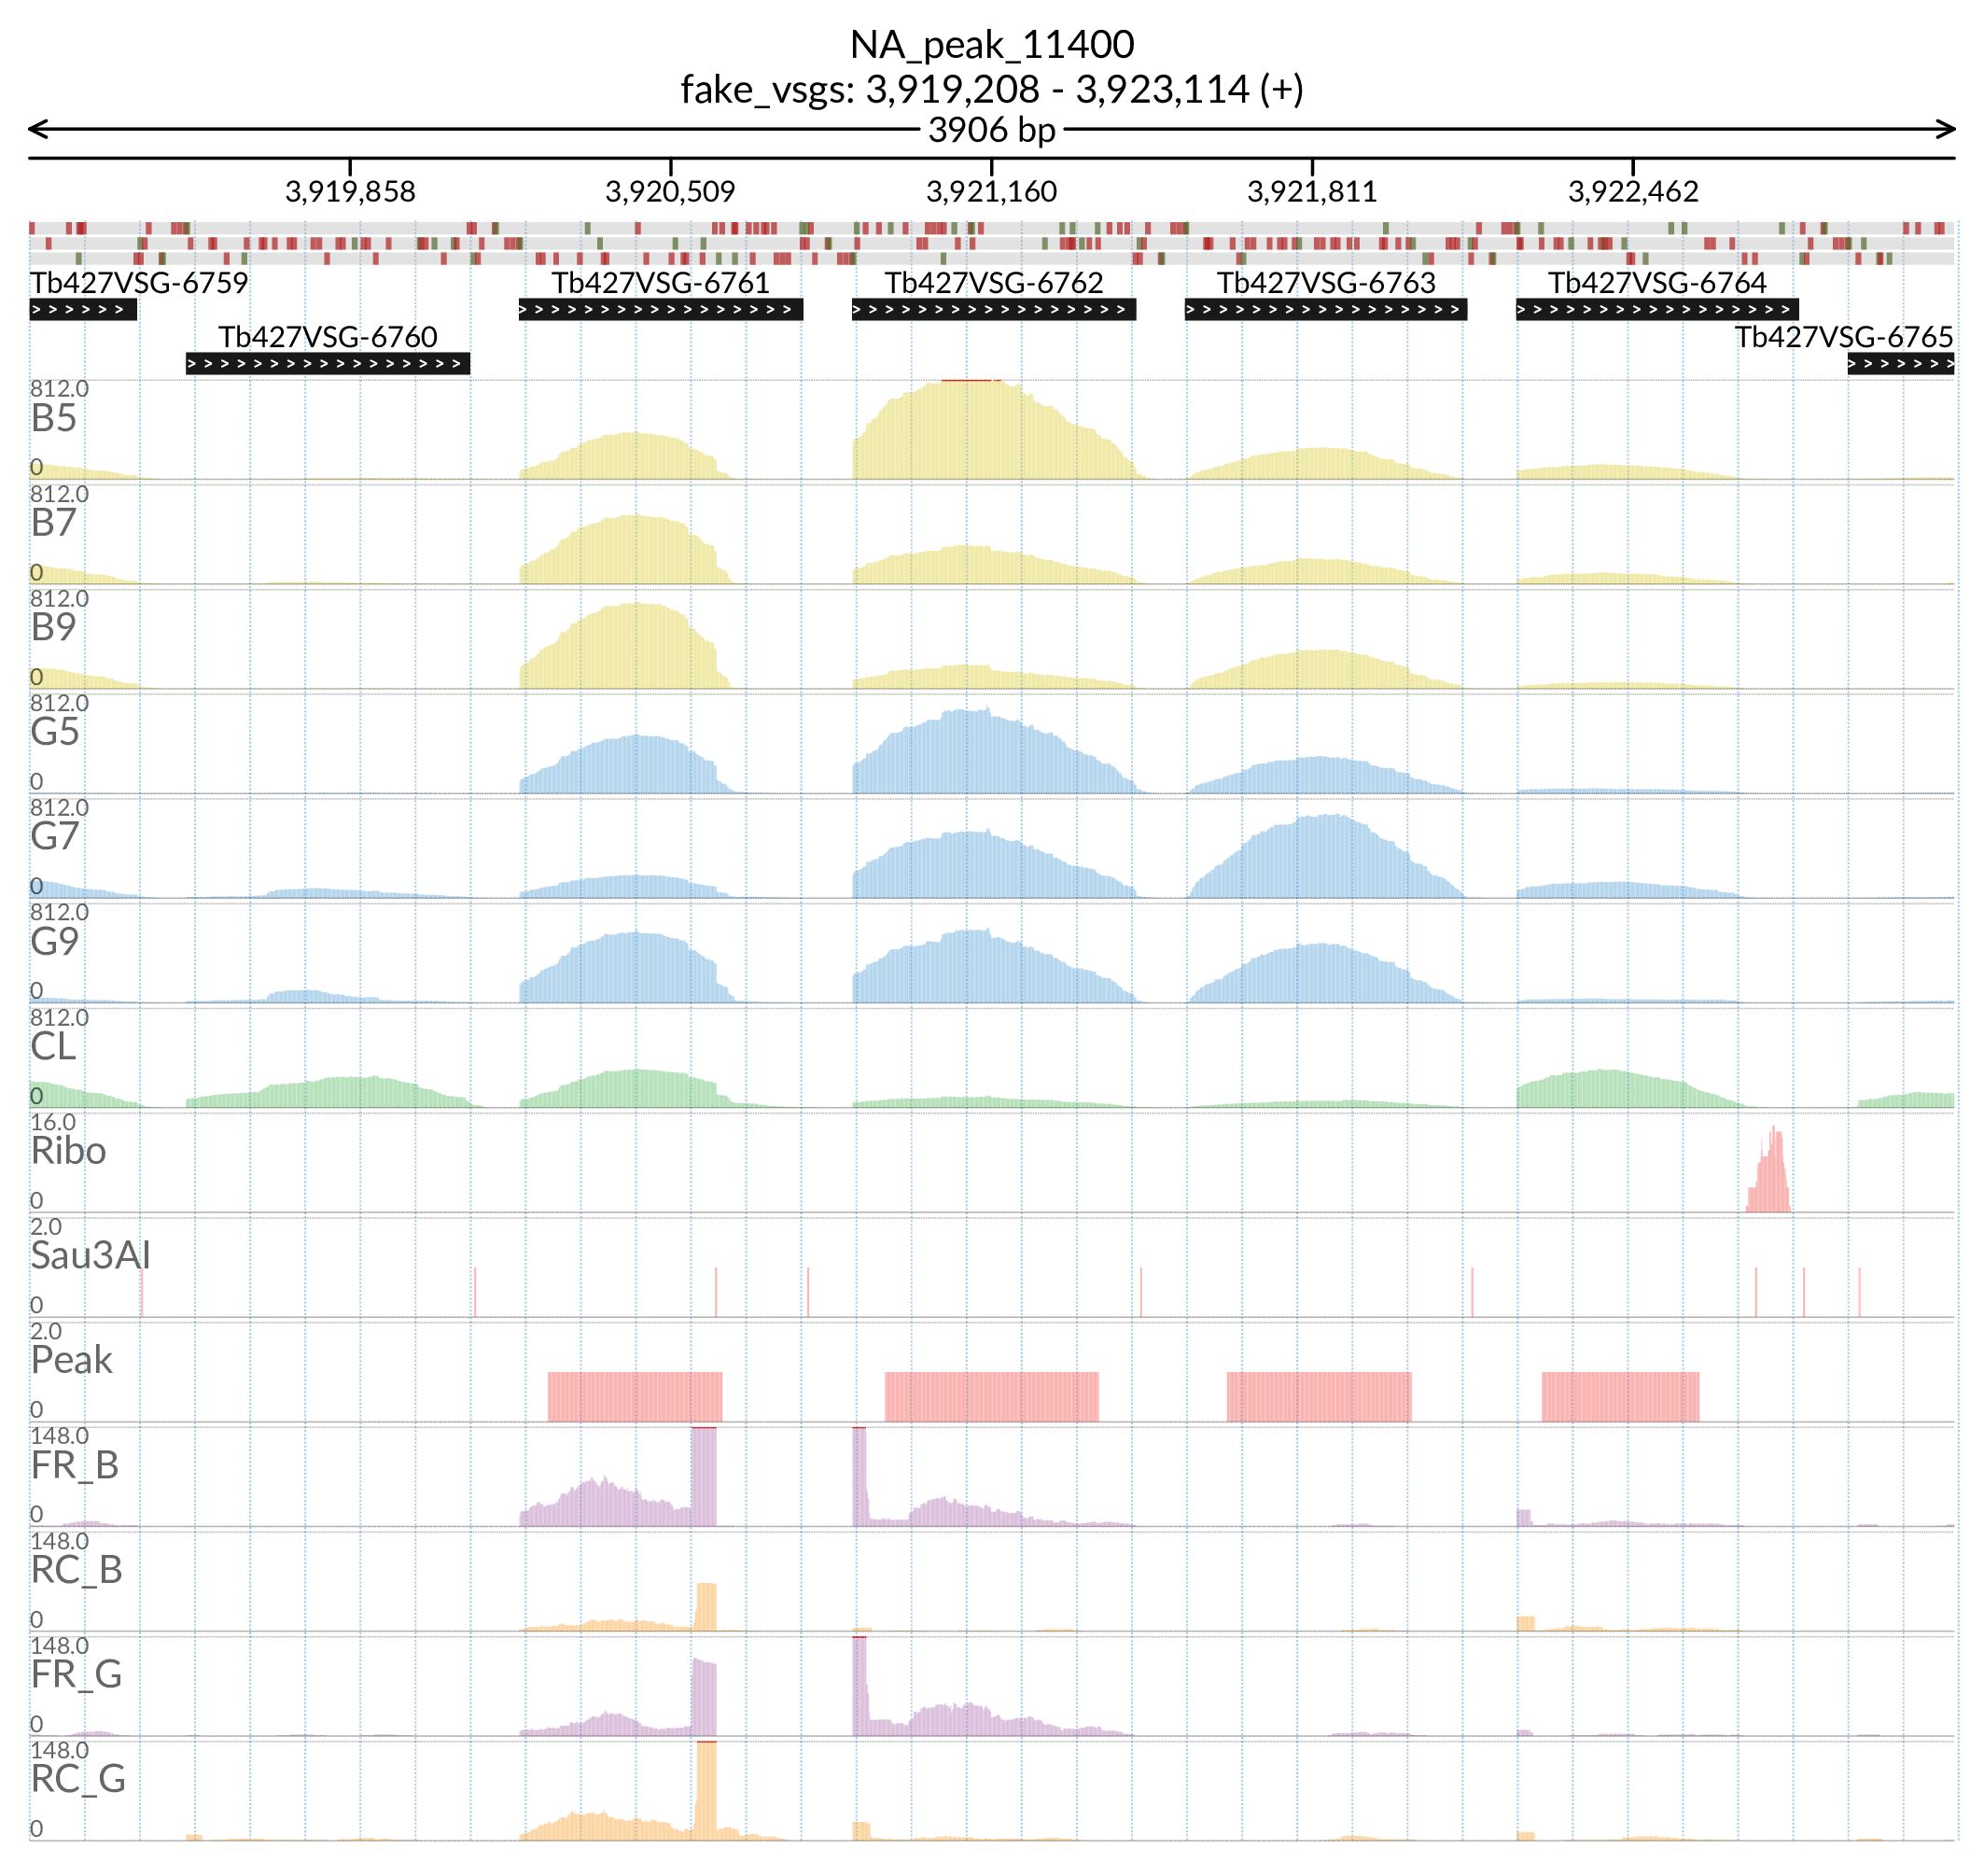 NA_peak_11400
fake_vsgs: 3,919,208 - 3,923,114 (+)
3906 bp
3,919,858 3,920,509 3,921,160 3,921,811 3,922,462
Tb427VSG-6759 Tb427VSG-6761 Tb427VSG-6762 Tb427VSG-6763 Tb427VSG-6764
Tb427VSG-6760 Tb427VSG-6765
812.0
B5
0
812.0
B7
0
812.0
B9
0
812.0
G5
0
812.0
G7
0
812.0
G9
0
812.0
CL
0
16.0
Ribo
0
2.0
Sau3AI
0
2.0
Peak
0
148.0
FR_B
0
148.0
RC_B
0
148.0
FR_G
0
148.0
RC_G
0